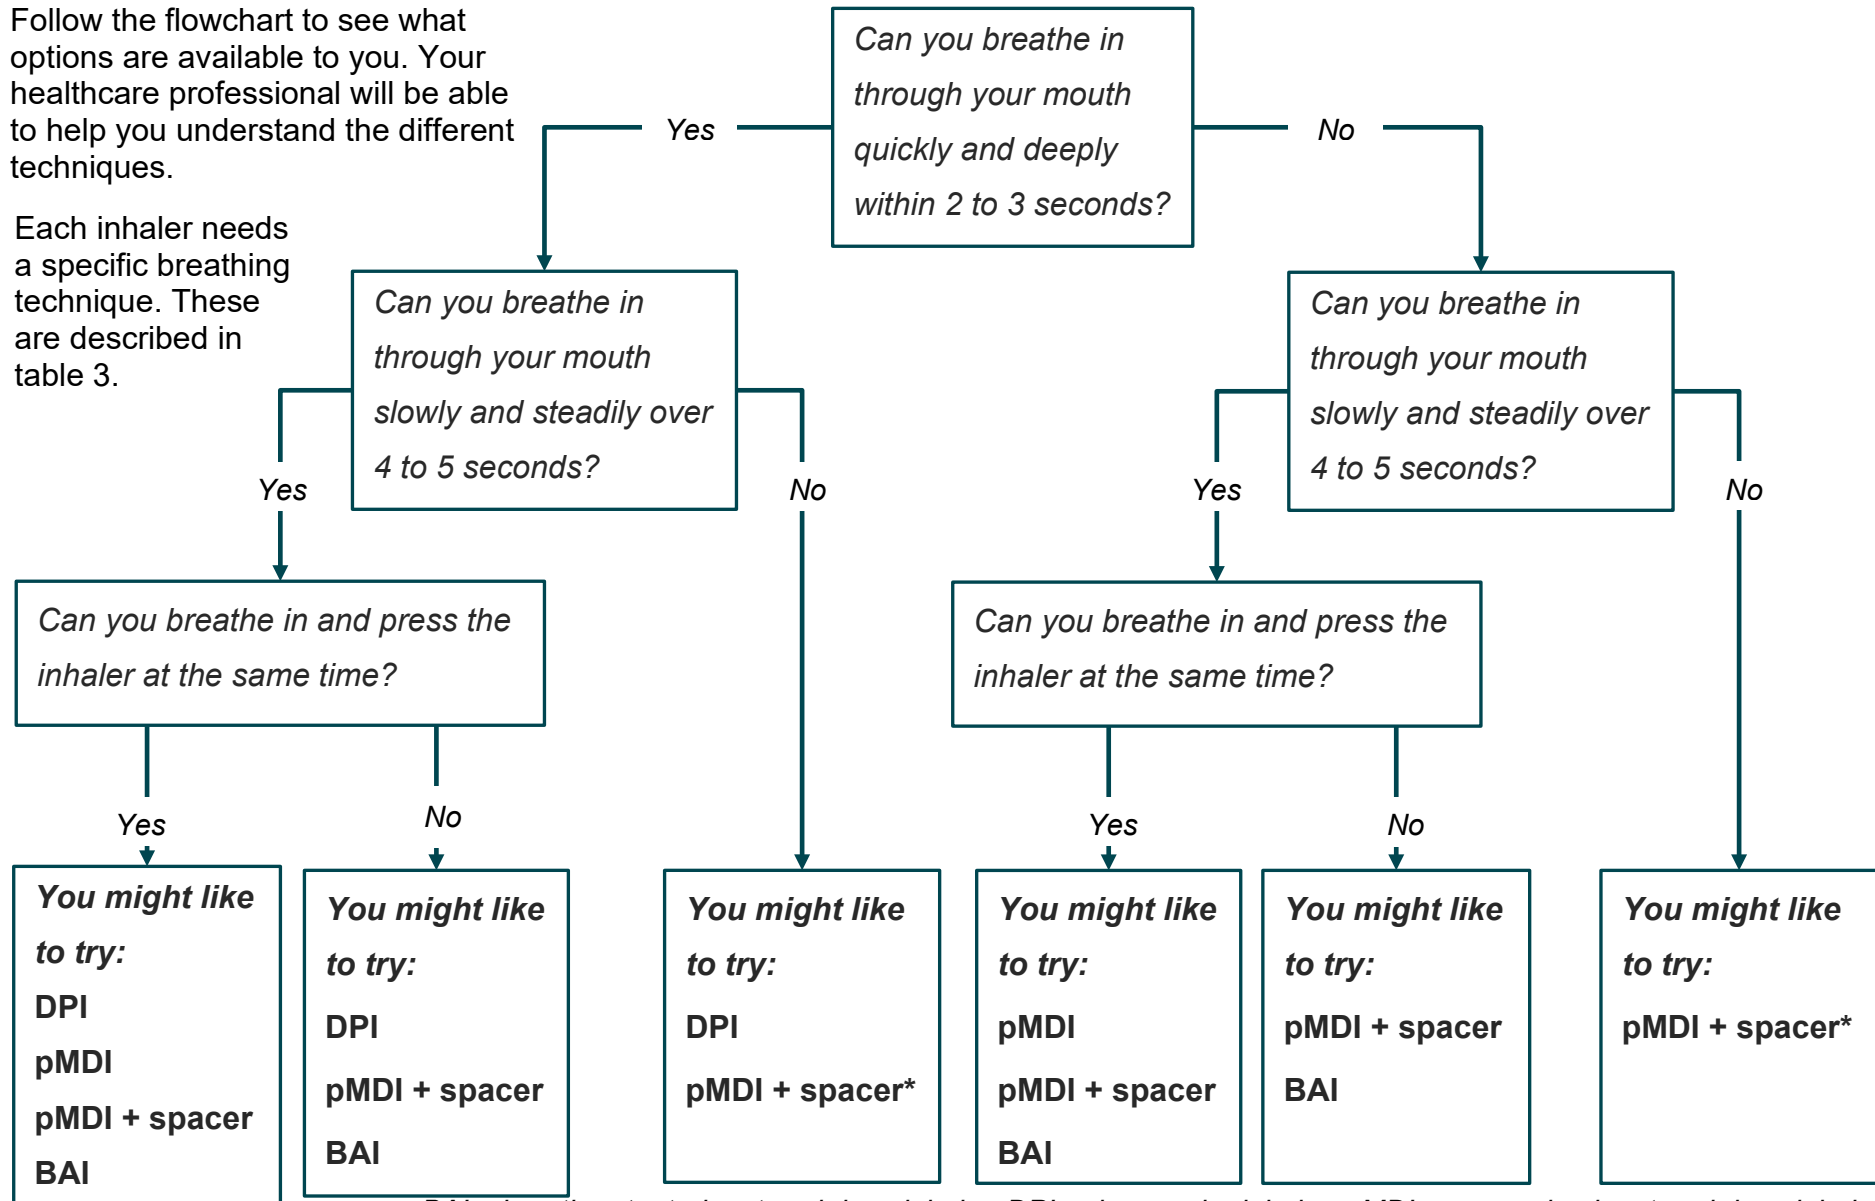 Follow the flowchart to see what
options are available to you. Your
healthcare professional will be able
to help you understand the different
techniques.
Each inhaler needs
a specific breathing
technique. These
are described in
table 3.
Can you breathe in
through your mouth
quickly and deeply
within 2 to 3 seconds?
Yes
No
Can you breathe in
through your mouth
slowly and steadily over
4 to 5 seconds?
Yes
No
Can you breathe in
through your mouth
slowly and steadily over
4 to 5 seconds?
Yes
No
Can you breathe in and press the
inhaler at the same time?
Yes
No
Can you breathe in and press the
inhaler at the same time?
Yes
No
You might like
to try:
DPI
pMDI
pMDI + spacer
BAI
You might like
to try:
DPI
pMDI + spacer
BAI
You might like
to try:
DPI
pMDI + spacer*
You might like
to try:
pMDI
pMDI + spacer
BAI
You might like
to try:
pMDI + spacer
BAI
You might like
to try:
pMDI + spacer*